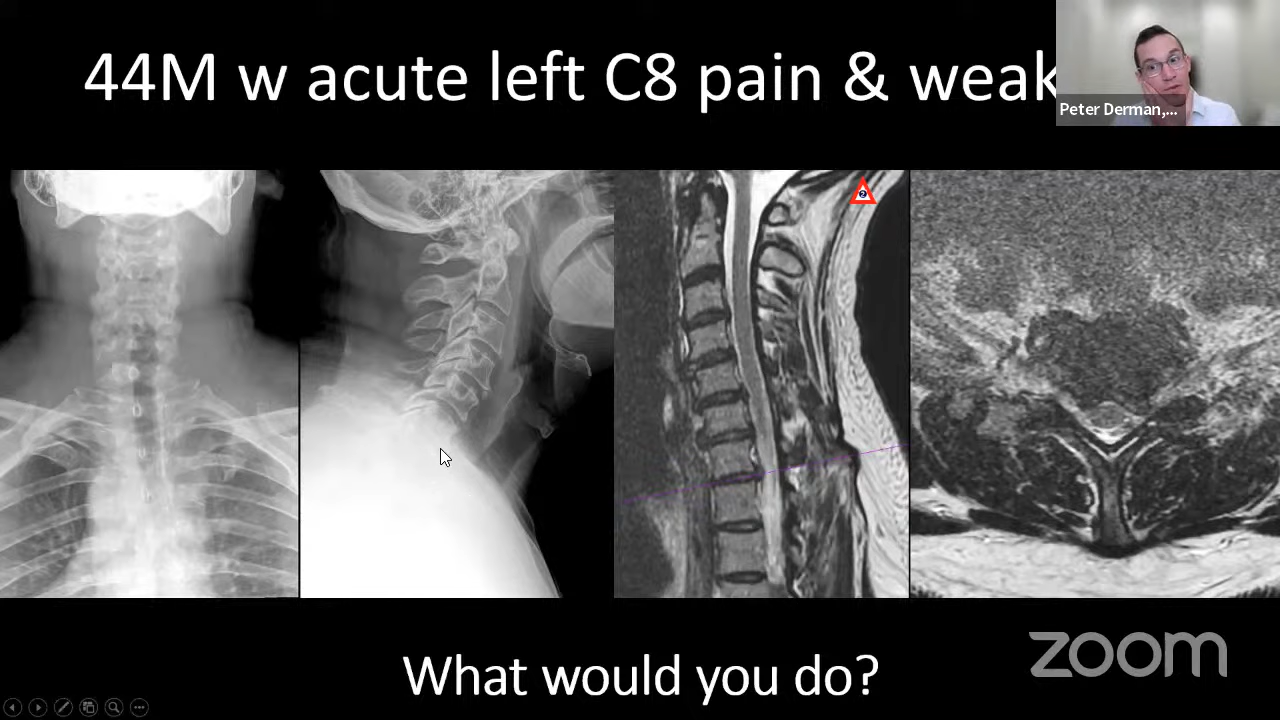 44M w acute left C8 pain & weak
Peter Derman,...
What would you do?
zoom